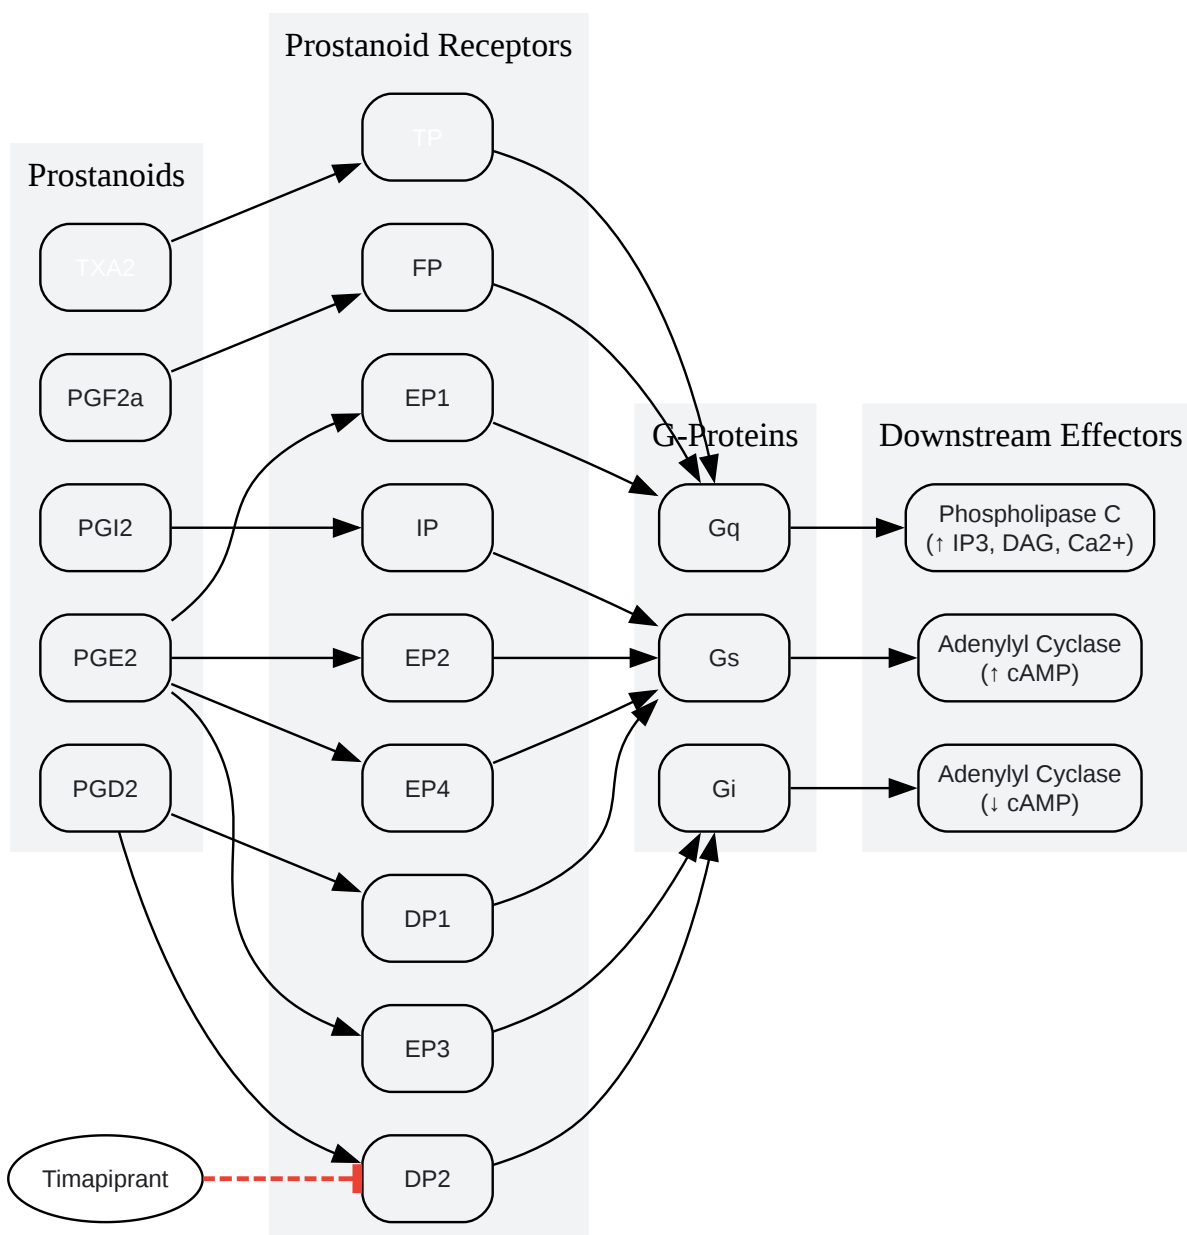 Prostanoid Receptors
Prostanoids
G-Proteins
Downstream Effectors
TXA2
PGF2a
PGI2
PGE2
PGD2
TP
FP
EP1
IP
EP2
EP4
DP1
EP3
DP2
Gq
Gs
Gi
Phospholipase C
(↑ IP3, DAG, Ca2+)
Adenylyl Cyclase
(↑ cAMP)
Adenylyl Cyclase
(↓ cAMP)
Timapiprant